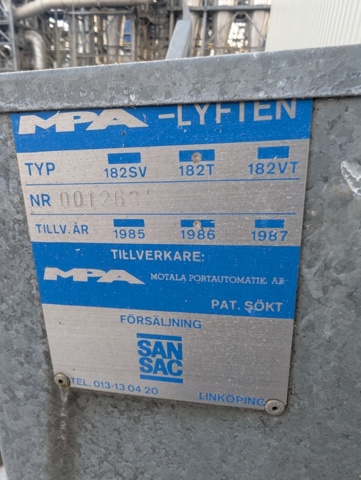 MPA-LYFTEN
TYP 182SV 182T 182VT
NR 001263
TILLV.ÅR 1985 1986 1987
TILLVERKARE:
MPA MOTALA PORTAUTOMATIK AB
PAT. SÖKT
FÖRSÄLJNING
SAN
SAC
TEL. 013-13 04 20 LINKÖPING